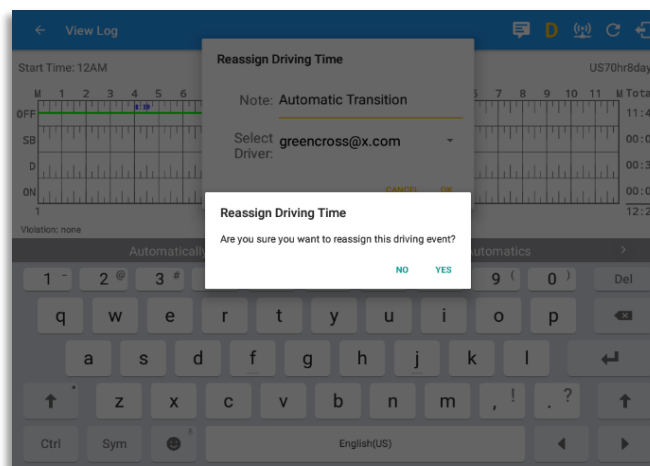 View Log
D
Start Time: 12AM
US70hr8day
Reassign Driving Time
Note: Automatic Transition
Select Driver: greencross@x.com
CANCEL OK
M 1 2 3 4 5 6
7 8 9 10 11 M Tota
OFF
11:4
SB
00:0
D
00:3
ON
00:0
1
12:2
Violation: none
Reassign Driving Time
Are you sure you want to reassign this driving event?
NO YES
Automatically
Automatics
1 - 2 @ 3 # 9 ( 0 ) Del
q w e r t y u i o p
a s d f g h j k l
z x c v b n m , ! . ?
Ctrl Sym English(US)